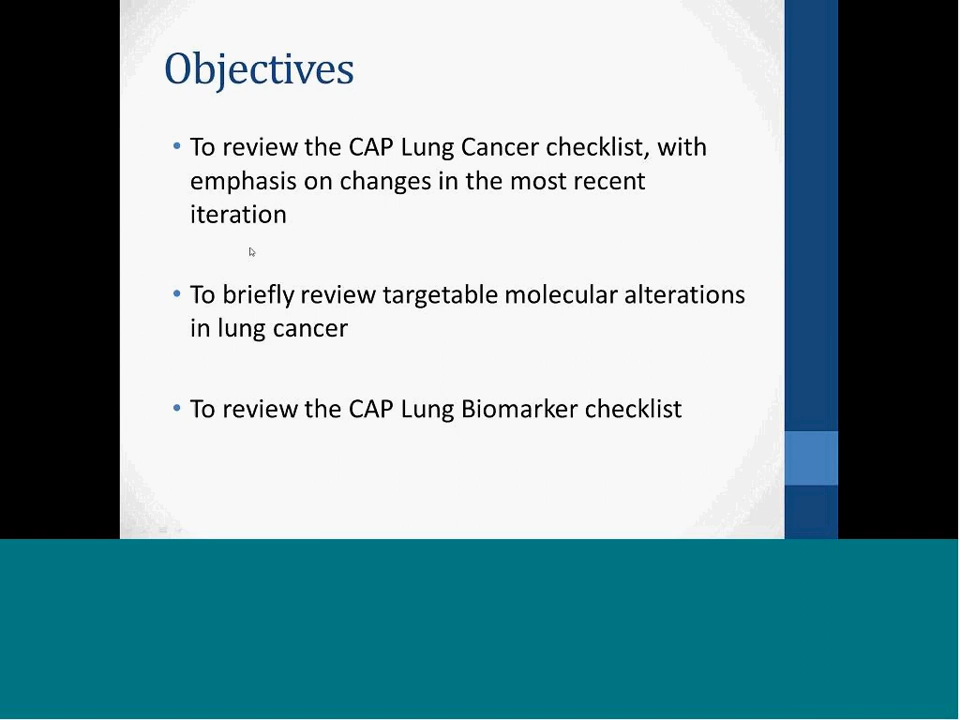 Objectives
• To review the CAP Lung Cancer checklist, with
emphasis on changes in the most recent
iteration
• To briefly review targetable molecular alterations
in lung cancer
• To review the CAP Lung Biomarker checklist